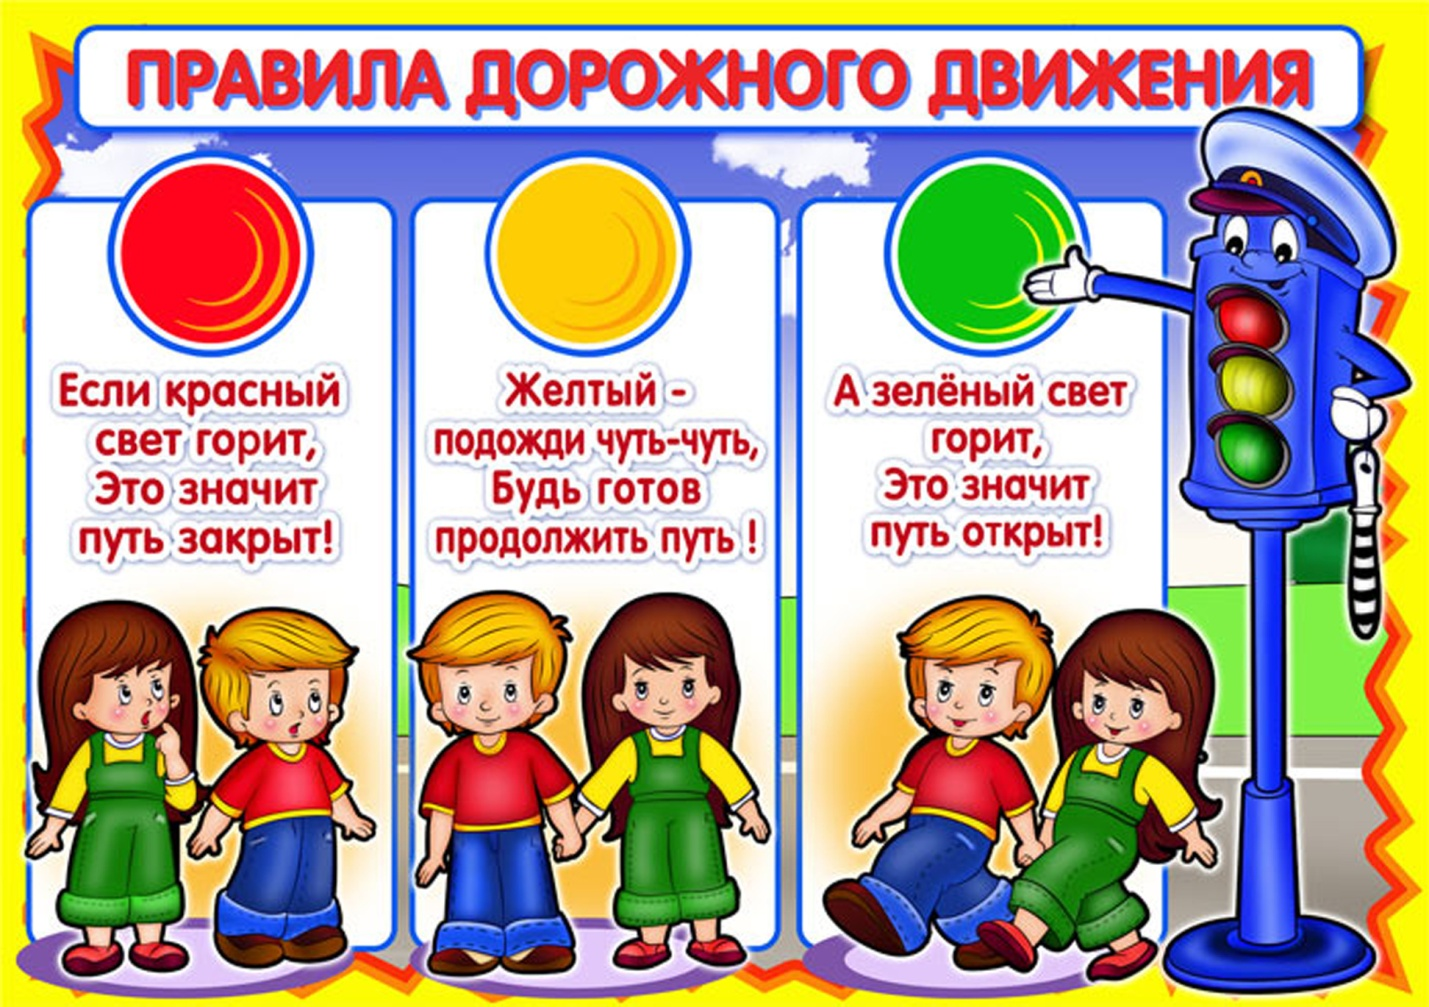 ПРАВИЛА ДОРОЖНОГО ДВИЖЕНИЯ
Если красный
свет горит,
Это значит
путь закрыт!
Желтый -
подожди чуть-чуть,
Будь готов
продолжить путь !
А зелёный свет
горит,
Это значит
путь открыт!